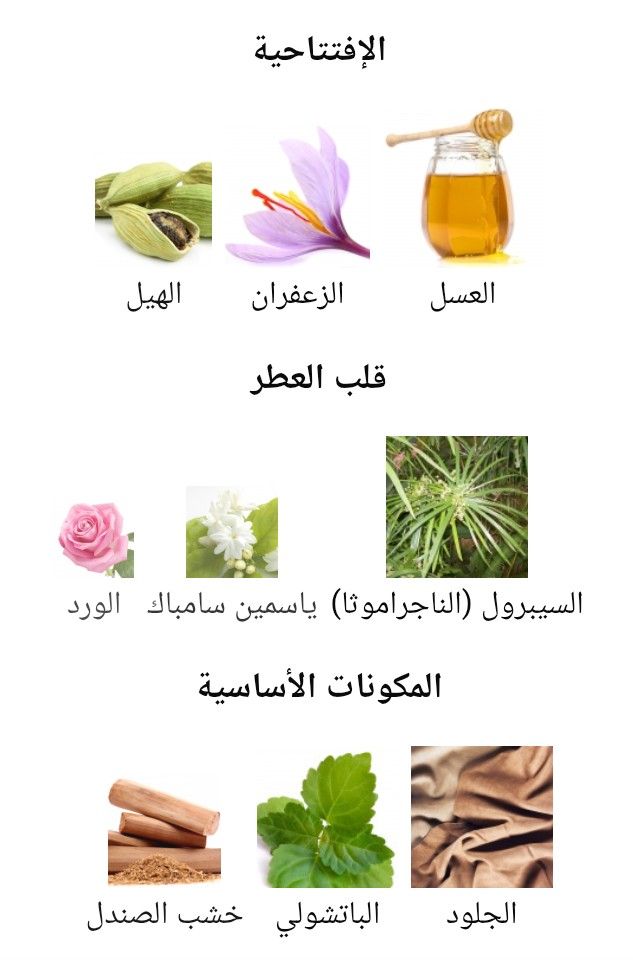 الإفتتاحية
العسل الزعفران الهيل
قلب العطر
السيبرول (الناجراموثا) ياسمين سامباك الورد
المكونات الأساسية
الجلود الباتشولي خشب الصندل